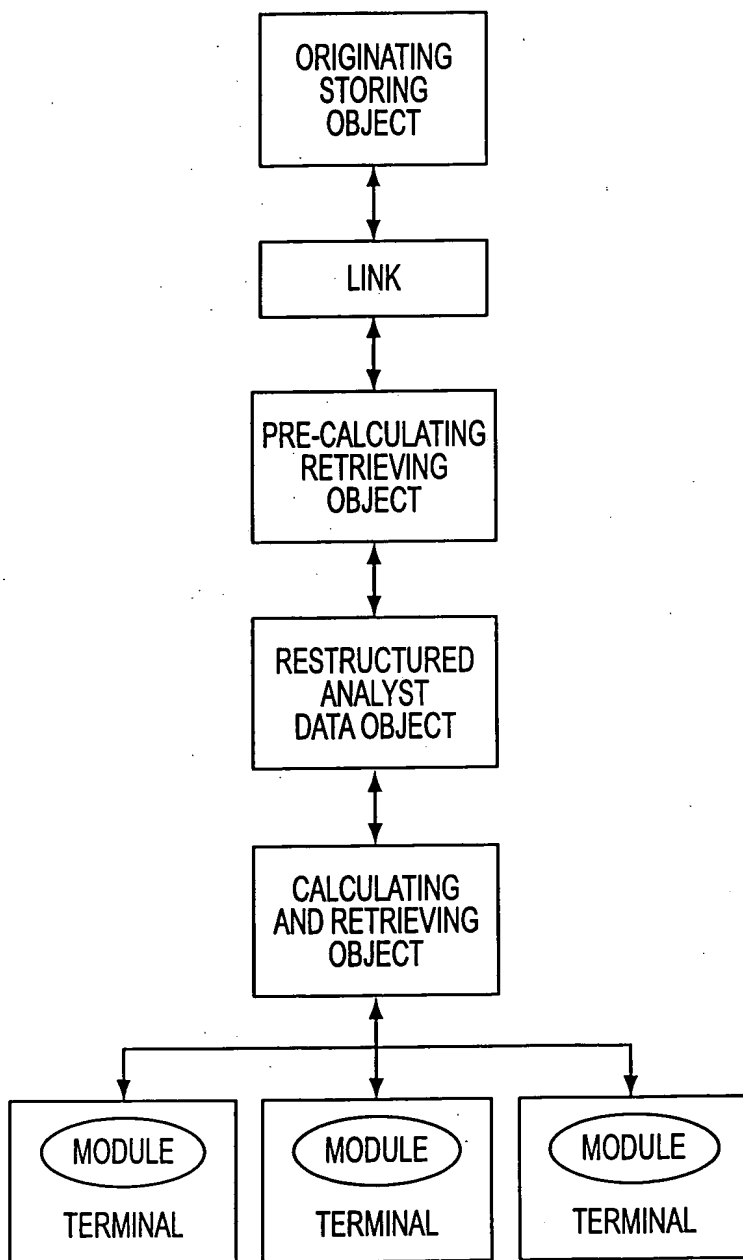 ORIGINATING
STORING
OBJECT
LINK
PRE-CALCULATING
RETRIEVING
OBJECT
RESTRUCTURED
ANALYST
DATA OBJECT
CALCULATING
AND RETRIEVING
OBJECT
MODULE
TERMINAL
MODULE
TERMINAL
MODULE
TERMINAL